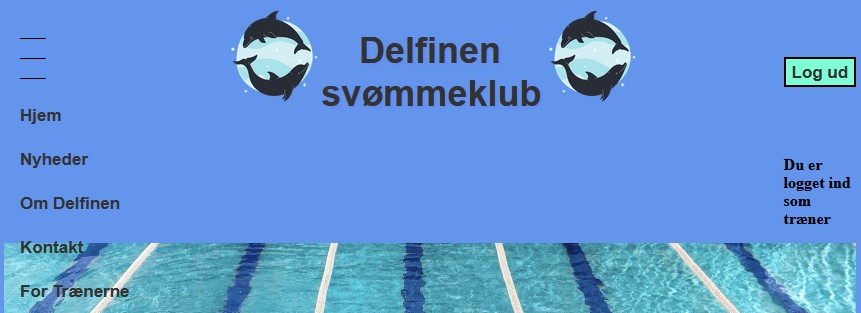 Delfinen
svømmeklub
Log ud
Hjem
Nyheder
Om Delfinen
Kontakt
For Trænerne
Du er
logget ind
som
træner